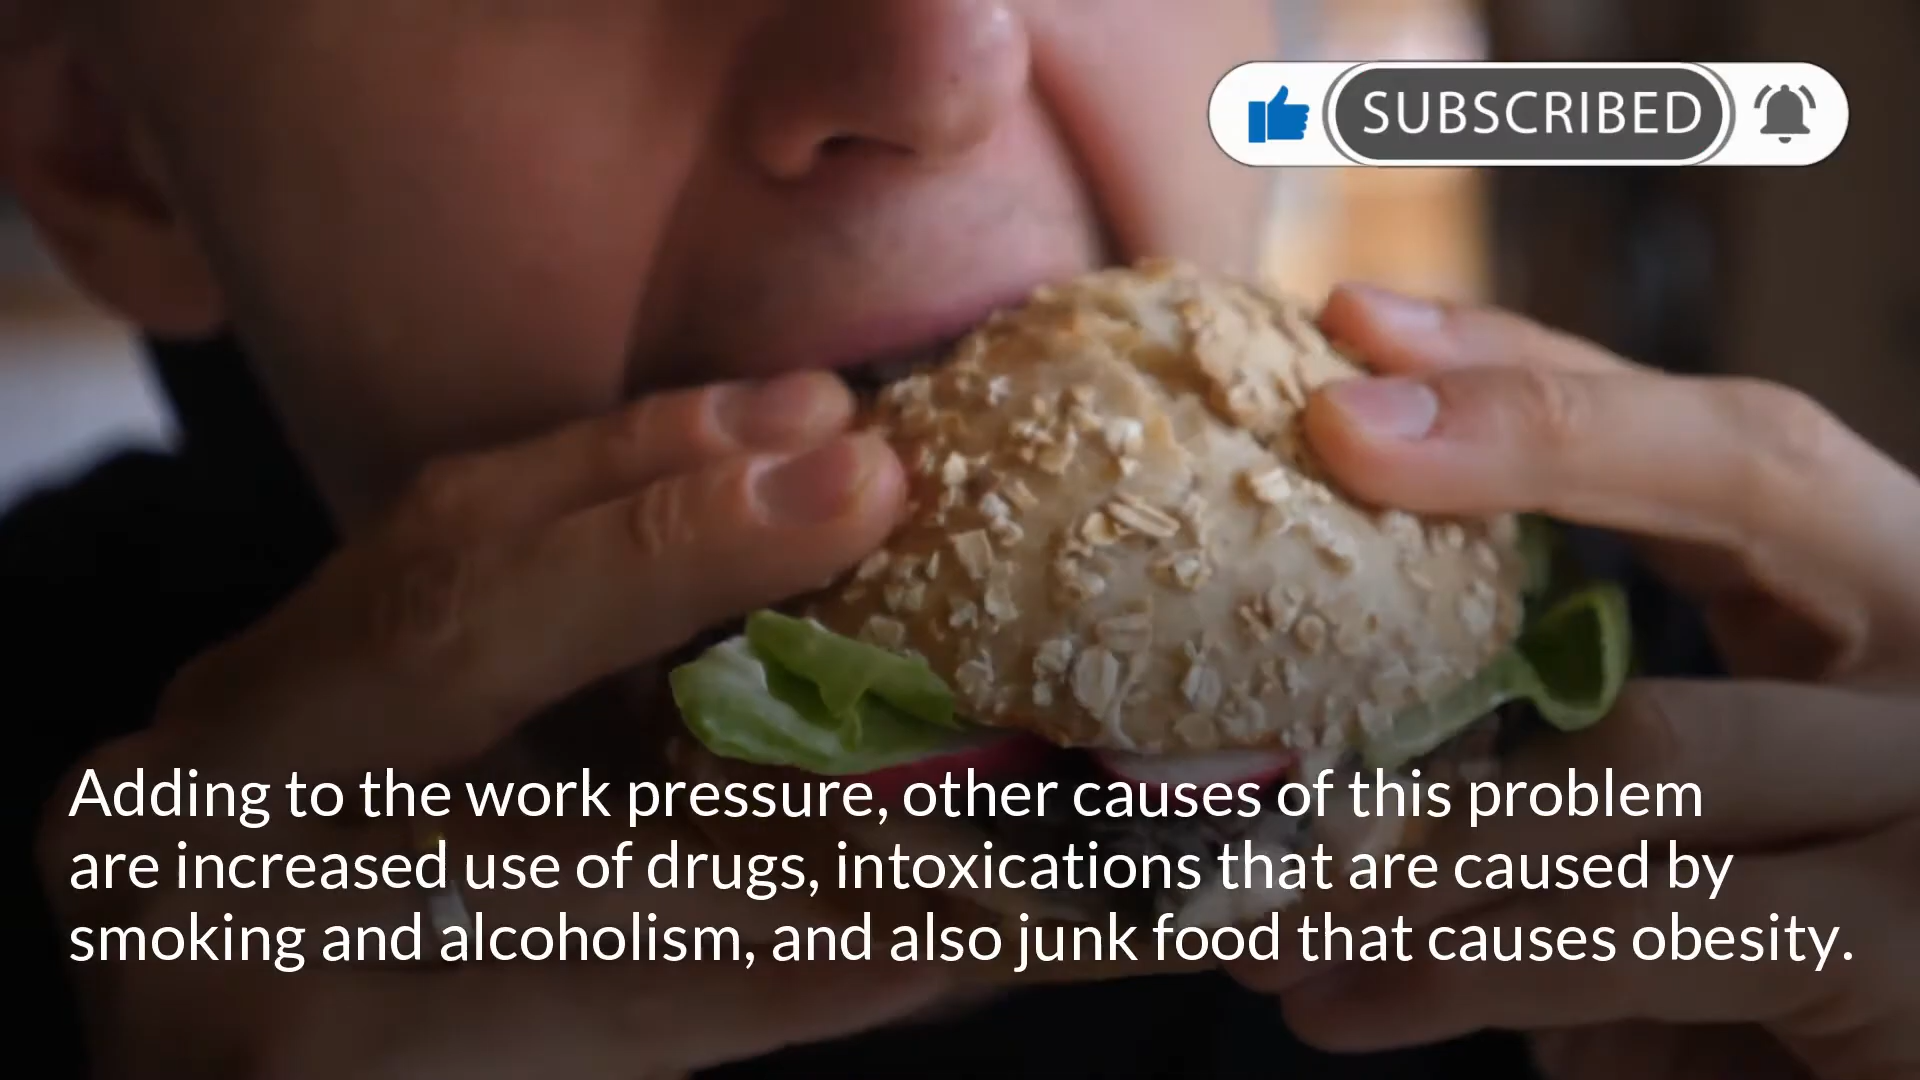 SUBSCRIBED
Adding to the work pressure, other causes of this problem
are increased use of drugs, intoxications that are caused by
smoking and alcoholism, and also junk food that causes obesity.